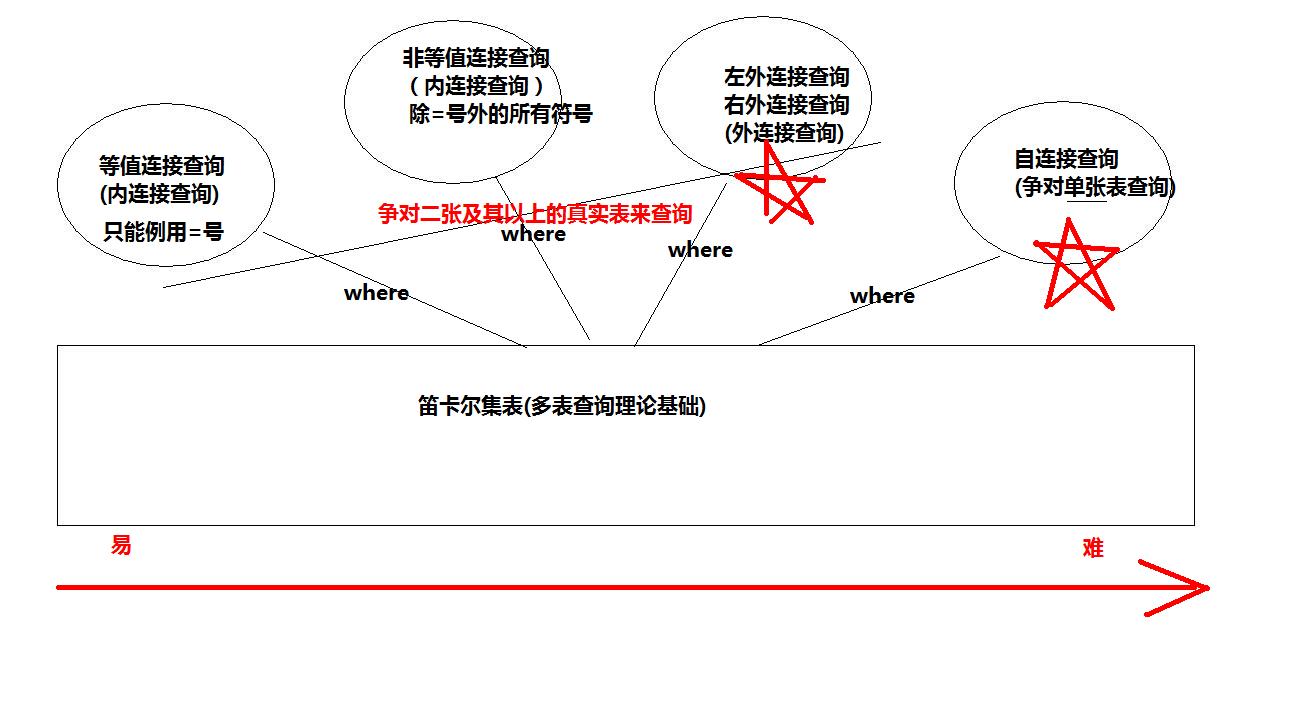 等值连接查询
(内连接查询)
只能例用=号
非等值连接查询
（内连接查询）
除=号外的所有符号
左外连接查询
右外连接查询
(外连接查询)
自连接查询
(争对单张表查询)
争对二张及其以上的真实表来查询
where
where
where
where
笛卡尔集表(多表查询理论基础)
易
难